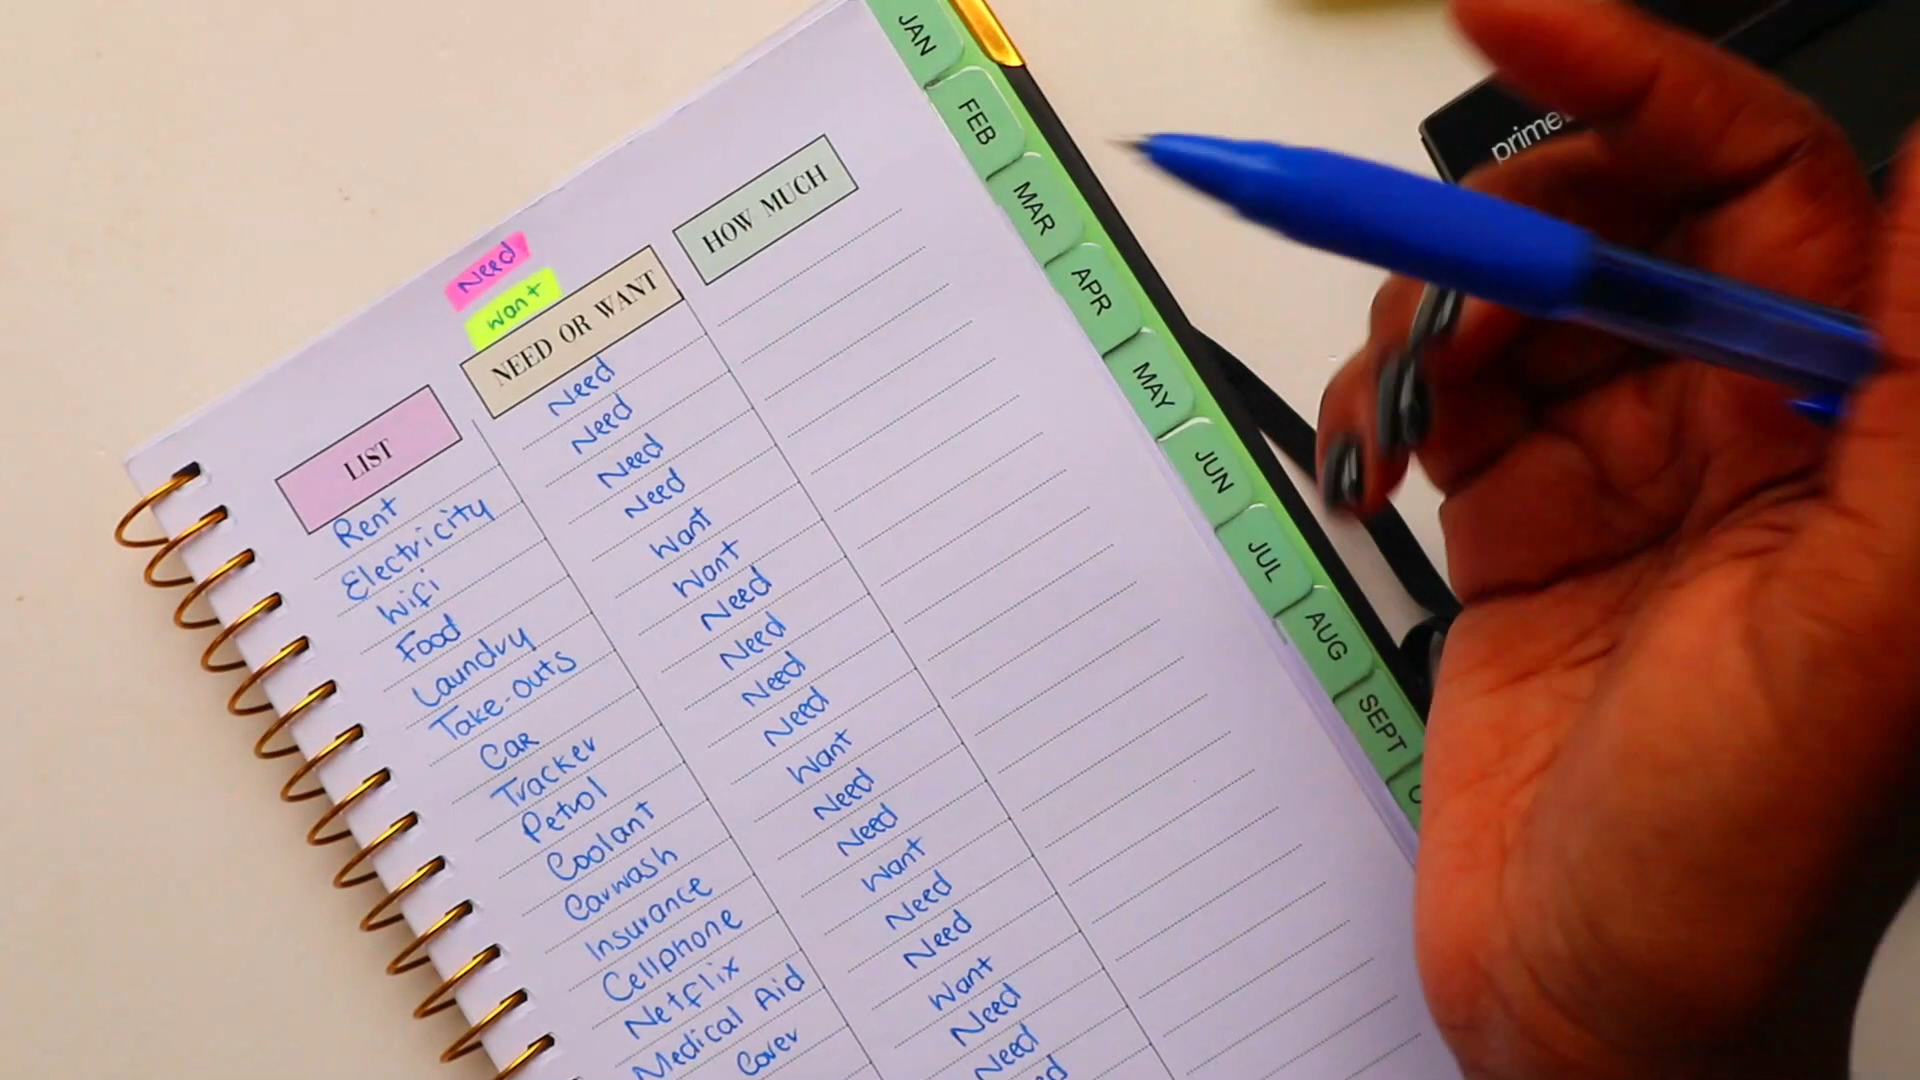 Need
Want
LIST NEED OR WANT HOW MUCH
Rent Need
Electricity Need
Wifi Need
Food Need
Laundry Want
Take-outs Want
Car Need
Tracker Need
Petrol Need
Coolant Need
Carwash Want
Insurance Need
Cellphone Need
Netflix Want
Medical Aid Need
Cover Need
Want
Need
Need
JAN
FEB
MAR
APR
MAY
JUN
JUL
AUG
SEPT
prime